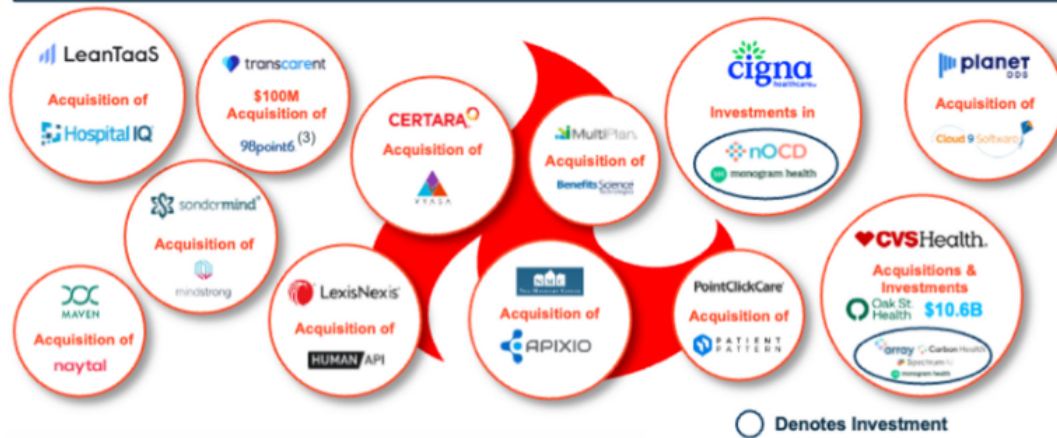 LeanTaaS
Acquisition of
Hospital IQ
transcarent
$100M
Acquisition of
98point6 (3)
CERTARA
Acquisition of
VYASA
MultiPlan.
Acquisition of
Benefits Science
Technologies
cigna
healthcare
Investments in
nOCD
monogram health
planet
DDS
Acquisition of
Cloud 9 Software
sondermind
Acquisition of
mindstrong
MAVEN
Acquisition of
naytal
LexisNexis
Acquisition of
HUMAN/API
Acquisition of
APIXIO
PointClickCare
Acquisition of
PATIENT
PATTERN
CVSHealth.
Acquisitions &
Investments
Oak St.
Health
$10.6B
array
Carbon Health
monogram health
Denotes Investment